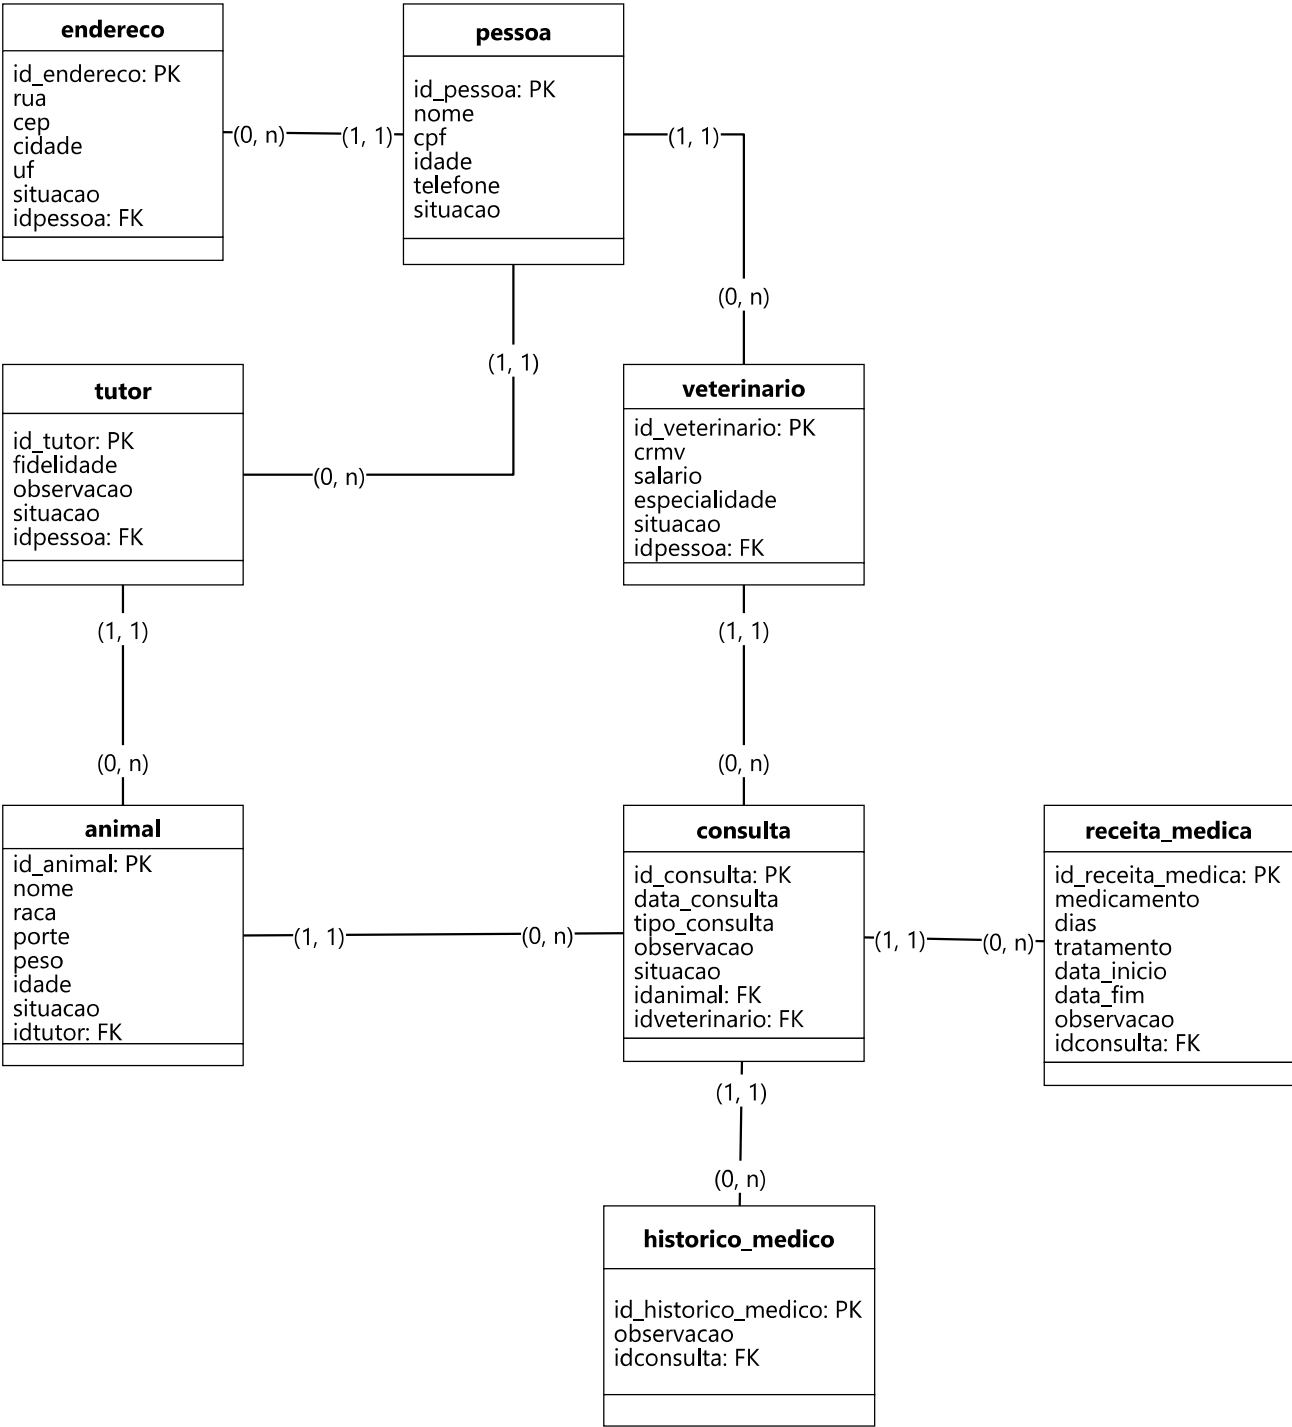 endereco
id_endereco: PK
rua
cep
cidade
uf
situacao
idpessoa: FK
(0, n)
(1, 1)
pessoa
id_pessoa: PK
nome
cpf
idade
telefone
situacao
(1, 1)
(0, n)
(1, 1)
(0, n)
tutor
id_tutor: PK
fidelidade
observacao
situacao
idpessoa: FK
veterinario
id_veterinario: PK
crmv
salario
especialidade
situacao
idpessoa: FK
(1, 1)
(0, n)
(1, 1)
(0, n)
animal
id_animal: PK
nome
raca
porte
peso
idade
situacao
idtutor: FK
(1, 1)
(0, n)
consulta
id_consulta: PK
data_consulta
tipo_consulta
observacao
situacao
idanimal: FK
idveterinario: FK
(1, 1)
(0, n)
receita_medica
id_receita_medica: PK
medicamento
dias
tratamento
data_inicio
data_fim
observacao
idconsulta: FK
(1, 1)
(0, n)
historico_medico
id_historico_medico: PK
observacao
idconsulta: FK